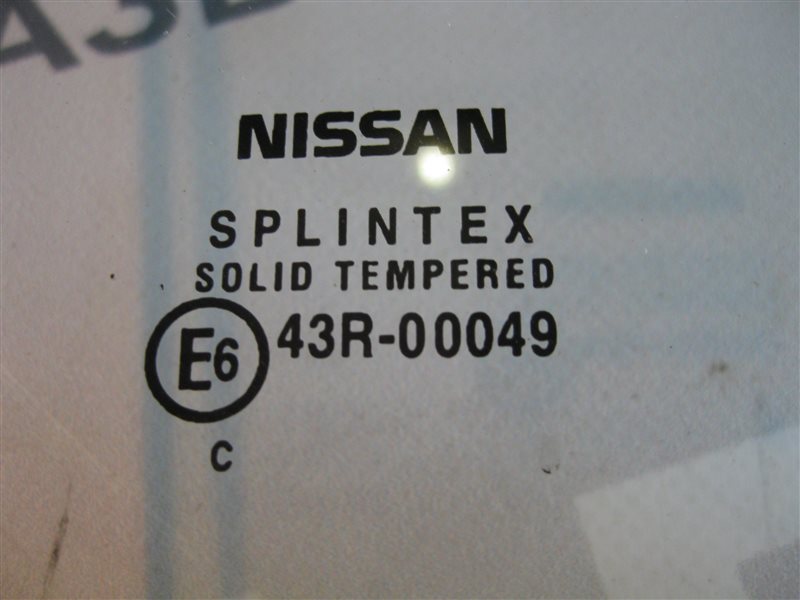 NISSAN
SPLINTEX
SOLID TEMPERED
E6 43R-00049
C